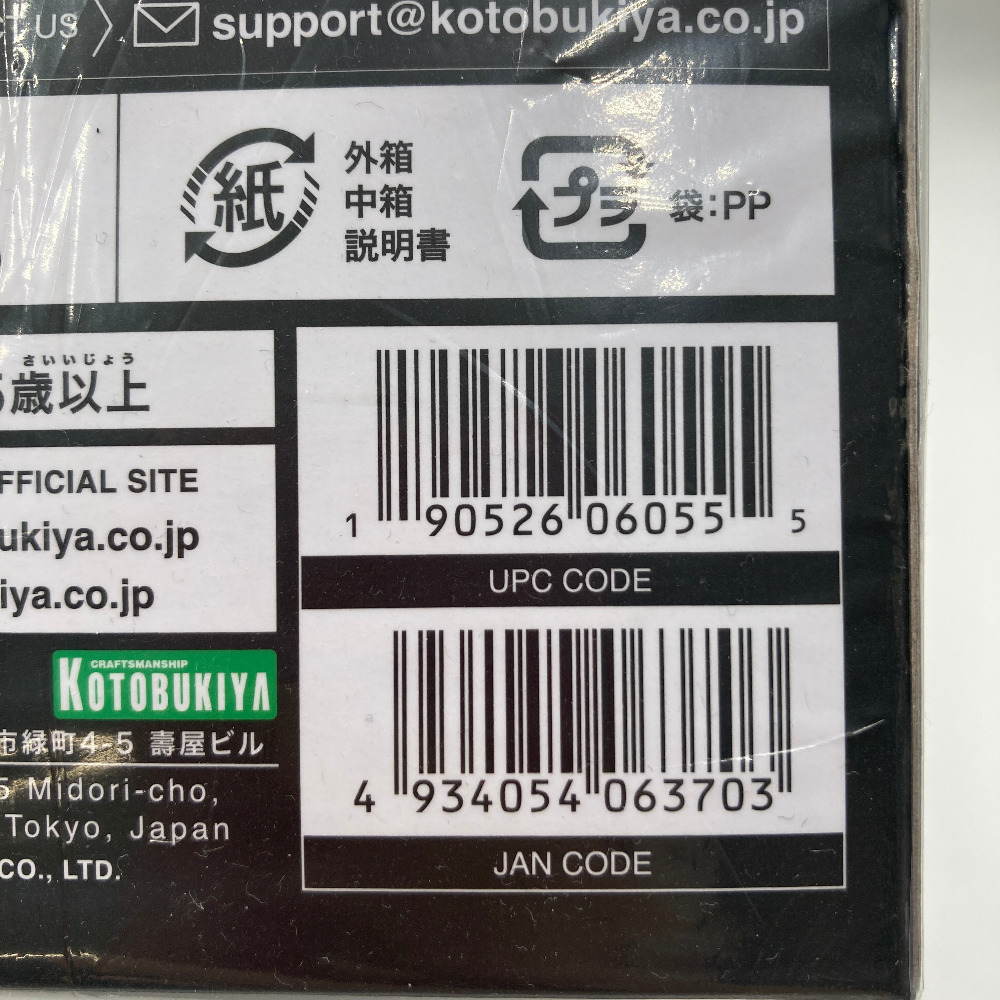 US
support@kotobukiya.co.jp
紙
外箱
中箱
説明書
プラ
袋:PP
さいいじょう
歳以上
OFFICIAL SITE
ukiya.co.jp
iya.co.jp
1 90526 06055 5
UPC CODE
CRAFTSMANSHIP
KOTOBUKIYA
市緑町4-5 壽屋ビル
5 Midori-cho,
Tokyo, Japan
CO., LTD.
4 934054 063703
JAN CODE